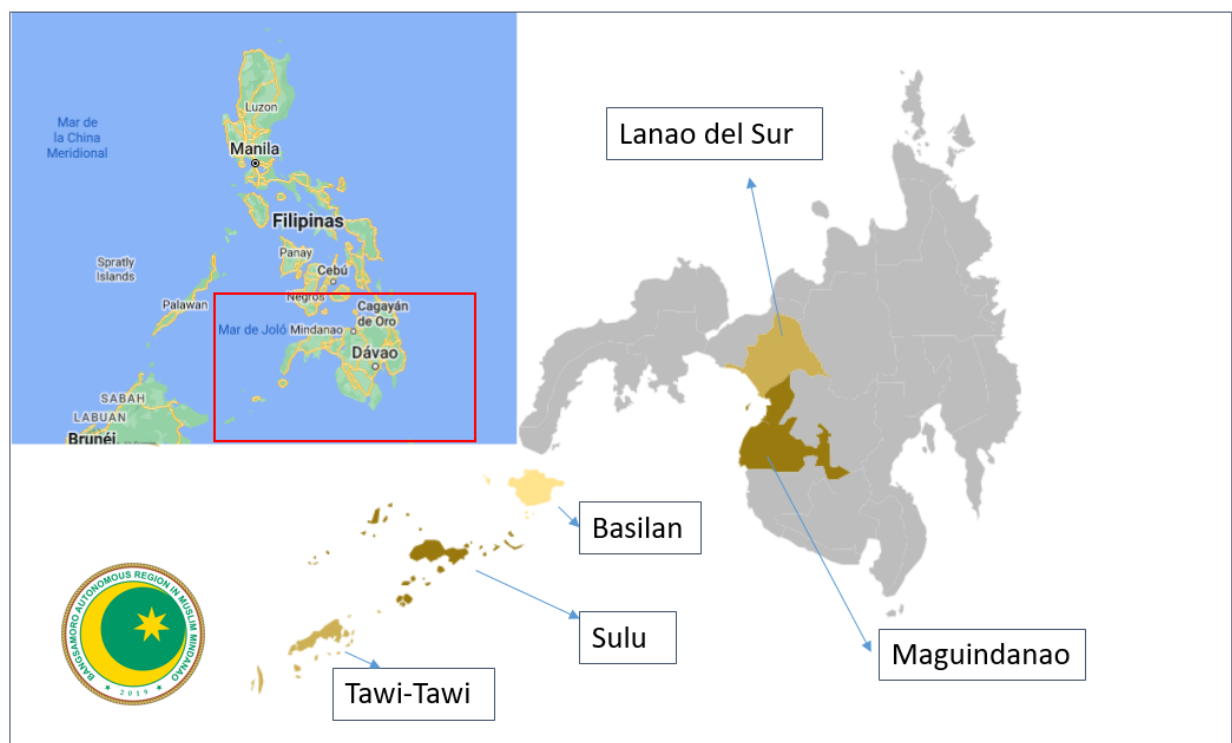 Luzon
Mar de
la China
Meridional
Manila
Filipinas
Panay
Spratly
Islands
Cebú
Negros
Palawan
Cagayán
de Oro
Mar de Joló
Mindanao
Dávao
SABAH
LABUAN
Brunéi
Lanao del Sur
Basilan
Sulu
Maguindanao
Tawi-Tawi
BANGSAMORO AUTONOMOUS REGION IN MUSLIM MINDANAO
2019